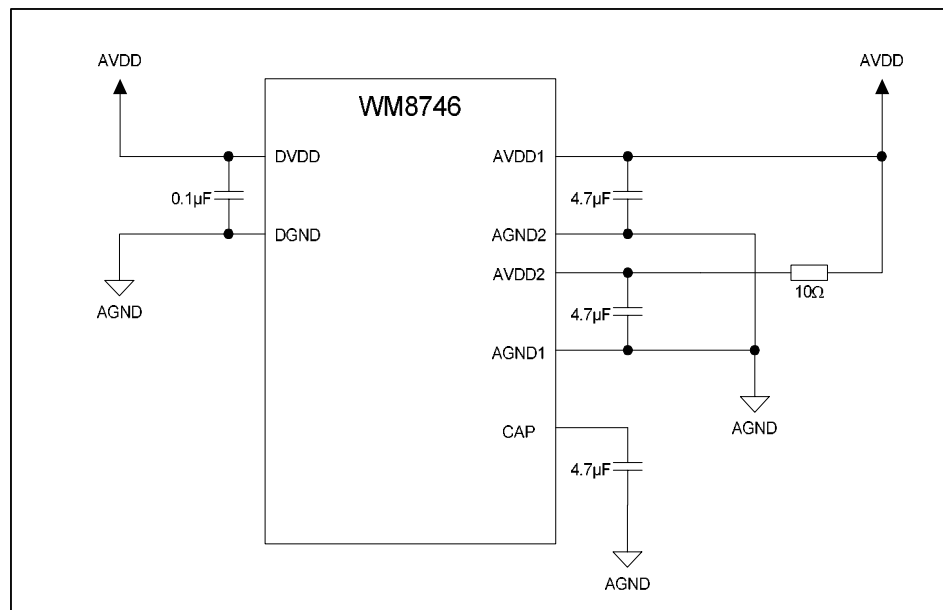 AVDD
AVDD
WM8746
DVDD
AVDD1
0.1µF
4.7µF
DGND
AGND2
AVDD2
10Ω
AGND
4.7µF
AGND1
AGND
CAP
4.7µF
AGND